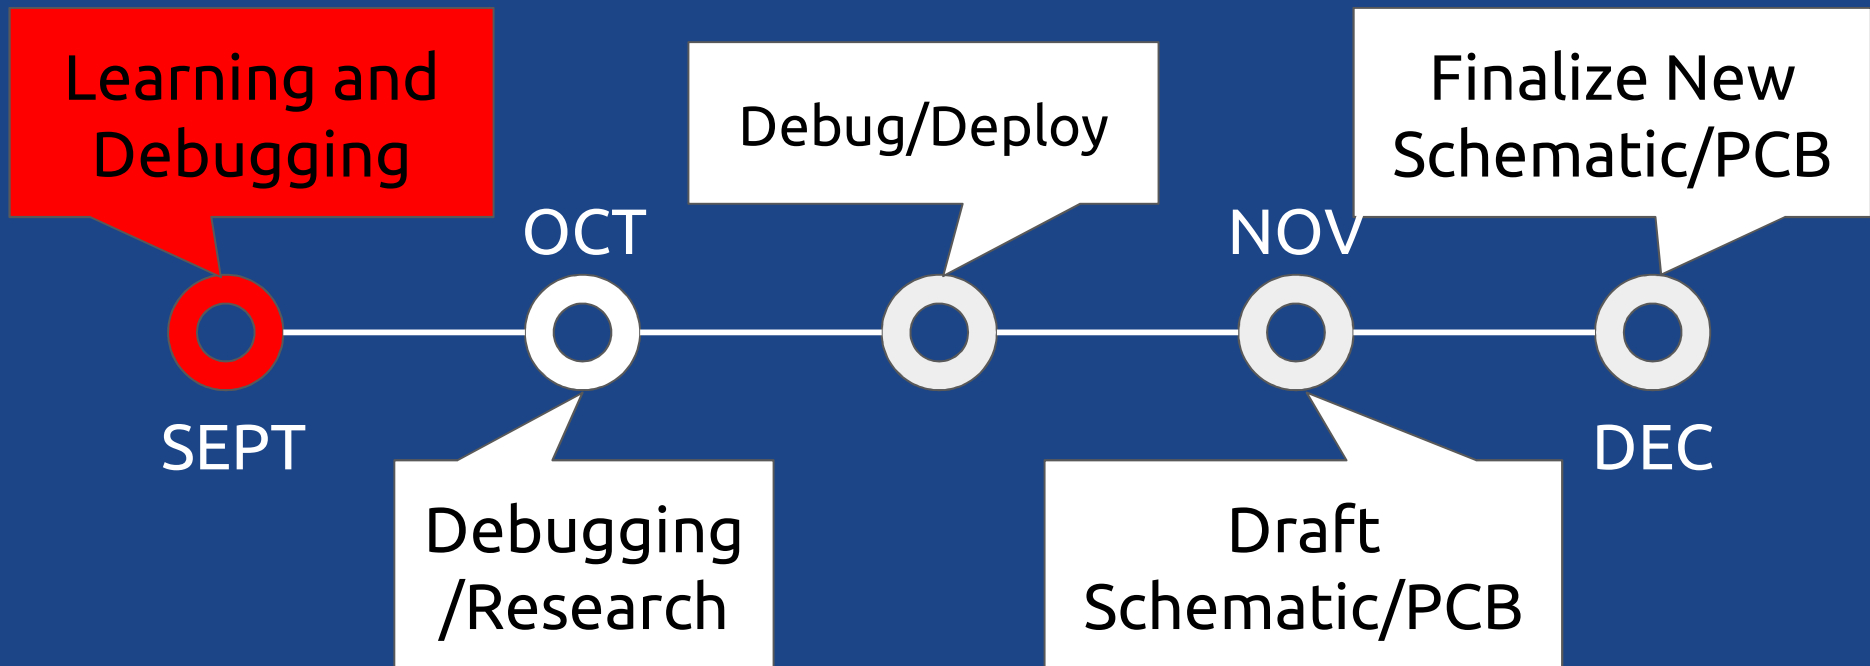 Learning and
Debugging
SEPT
OCT
Debugging
/Research
Debug/Deploy
NOV
Draft
Schematic/PCB
Finalize New
Schematic/PCB
DEC